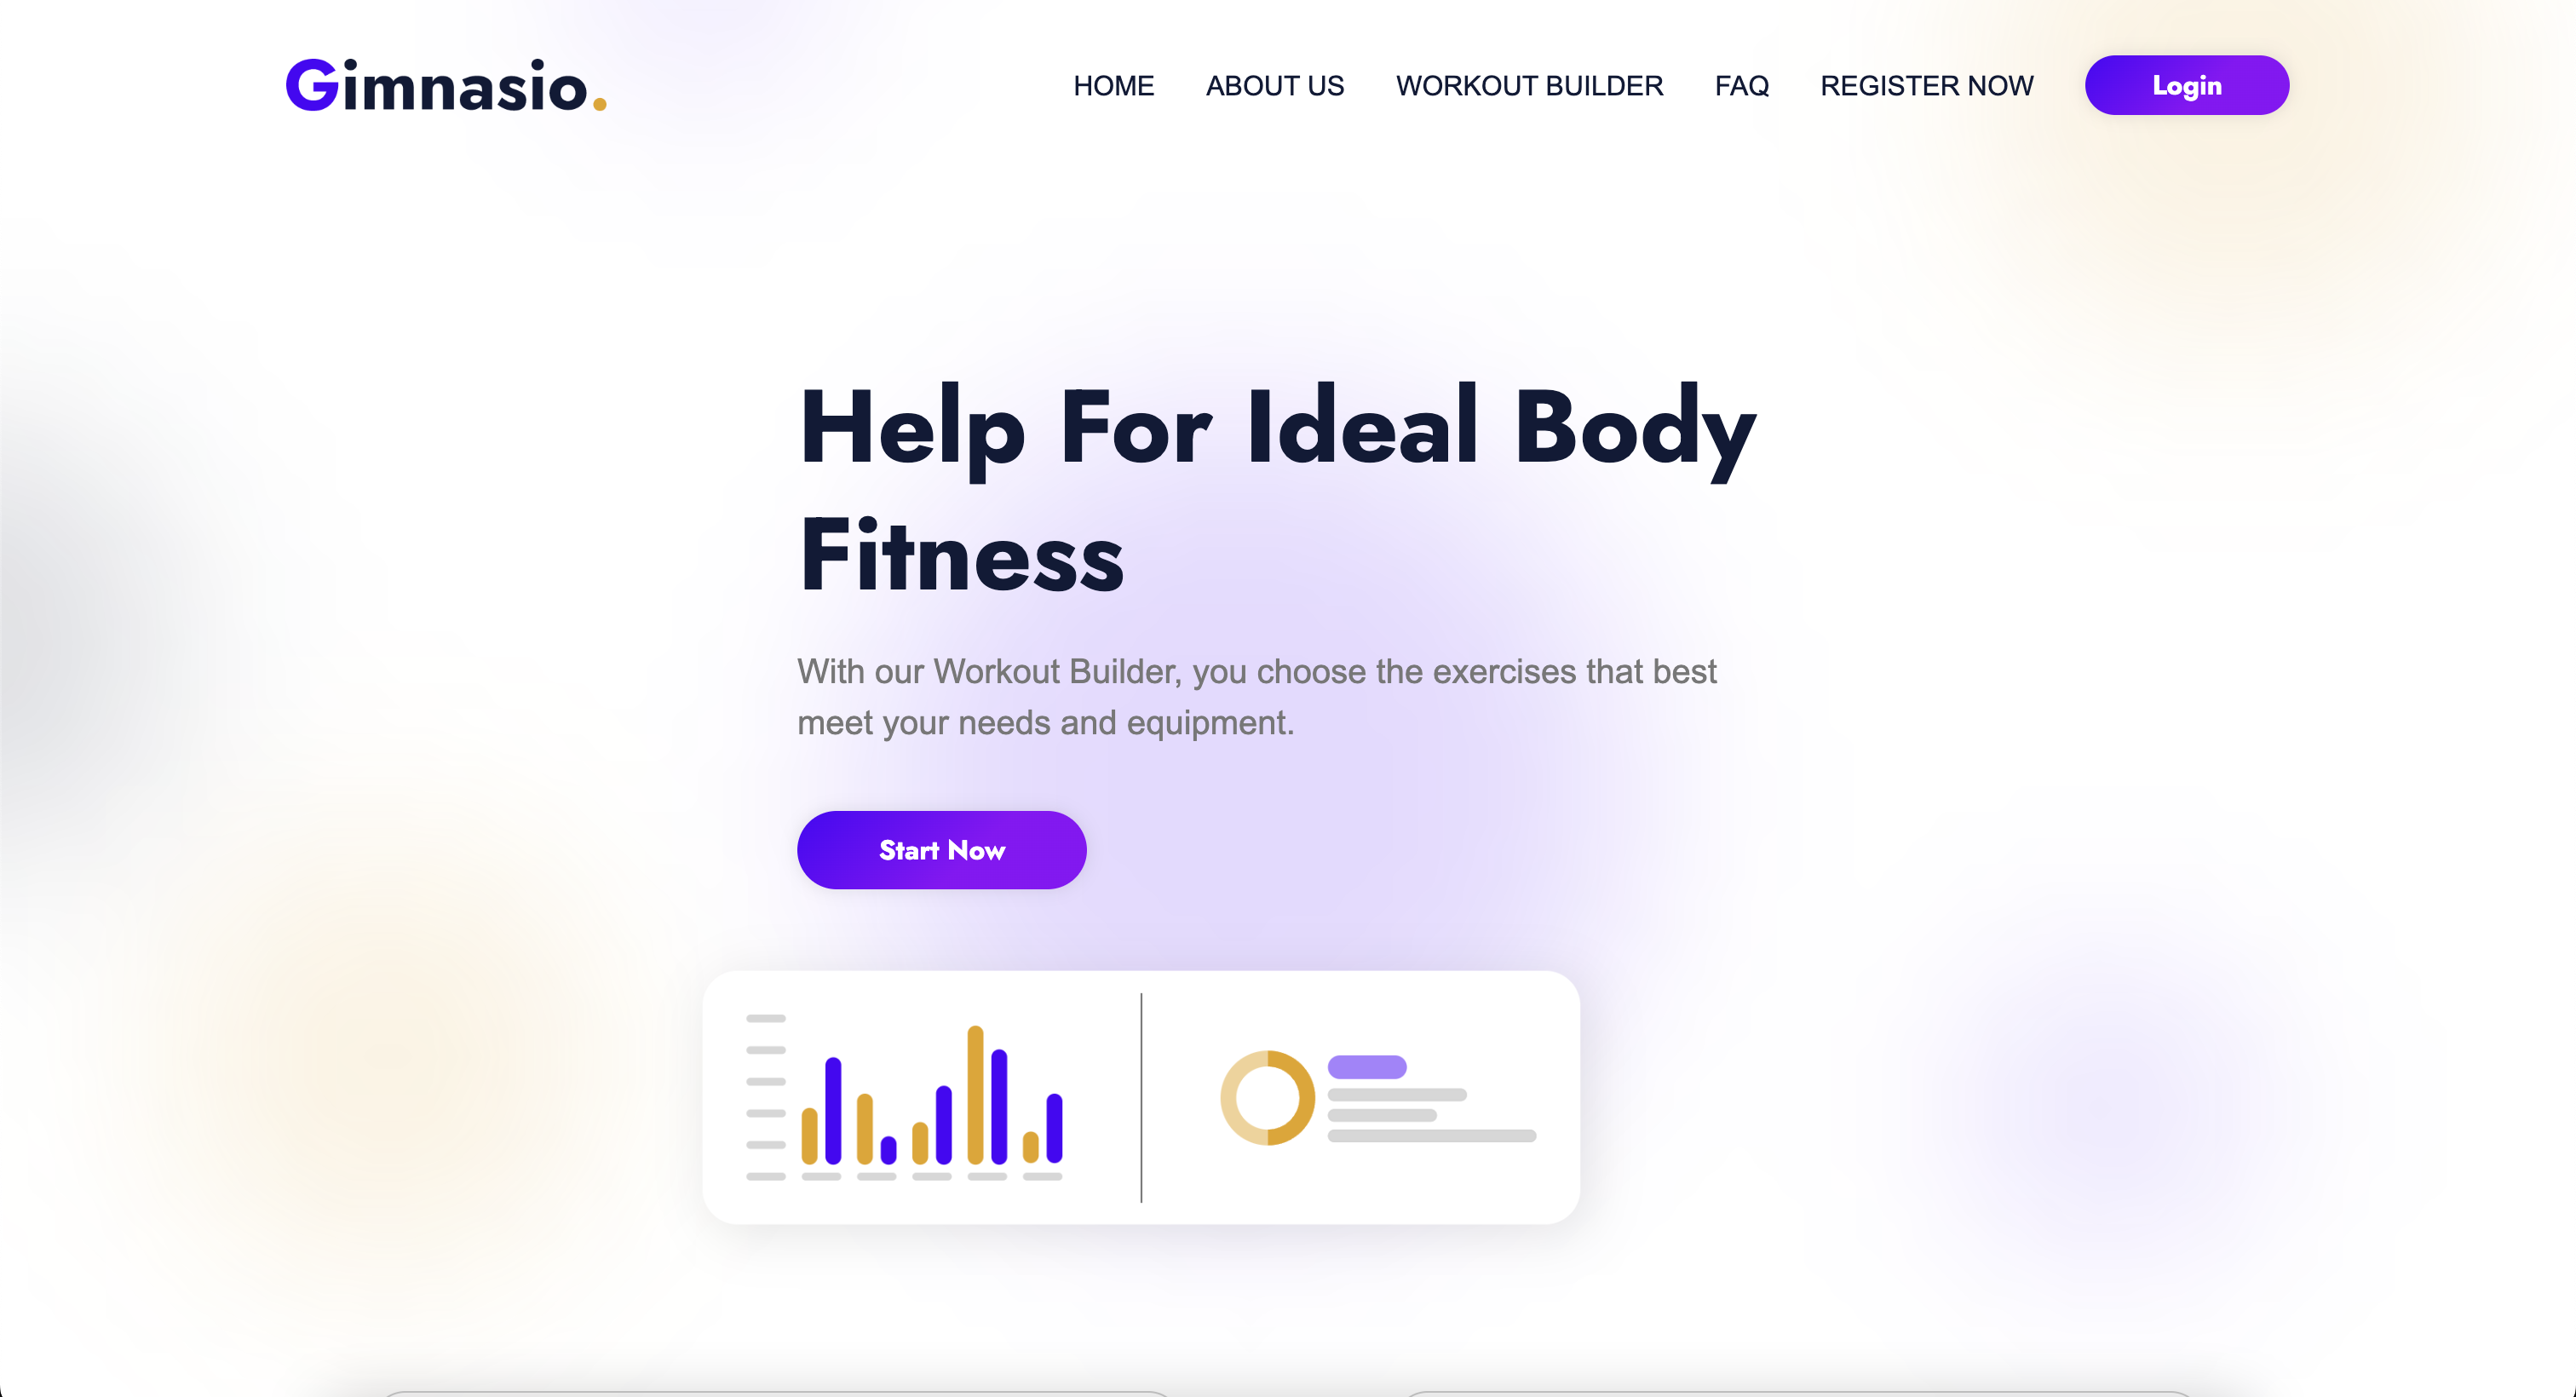 Gimnasio.
HOME ABOUT US WORKOUT BUILDER FAQ REGISTER NOW Login
Help For Ideal Body
Fitness
With our Workout Builder, you choose the exercises that best
meet your needs and equipment.
Start Now